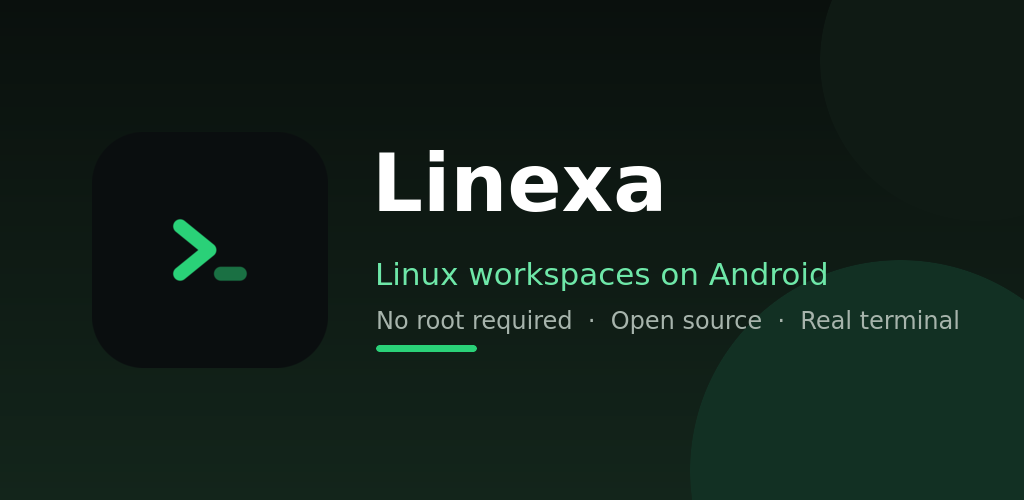 Linexa
Linux workspaces on Android
No root required · Open source · Real terminal